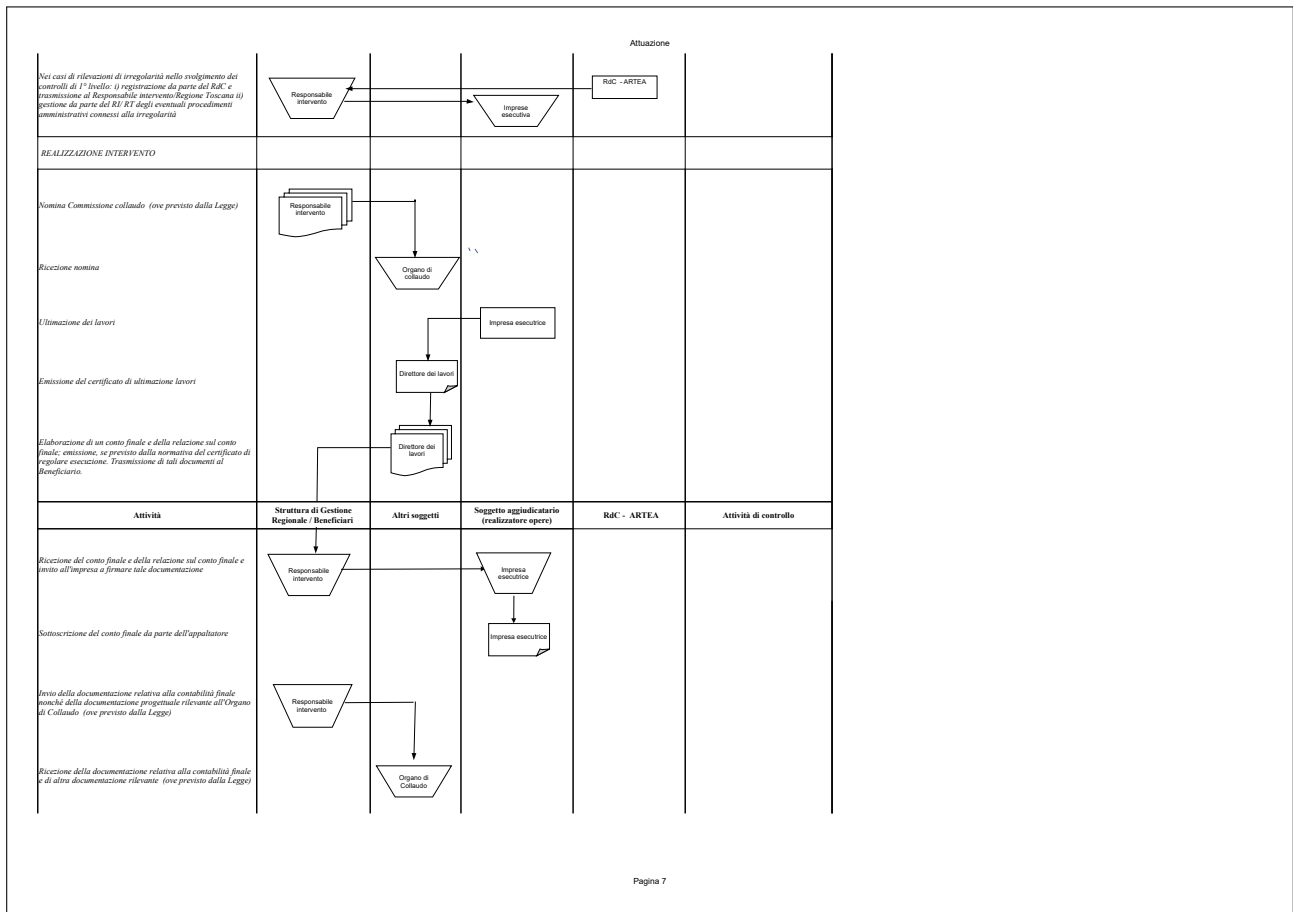 Attuazione
Nei casi di rilevazioni di irregolarità nello svolgimento dei
controlli di 1° livello: i) registrazione da parte del RdC e
trasmissione al Responsabile intervento/Regione Toscana ii)
gestione da parte del RI/ RT degli eventuali procedimenti
amministrativi connessi alla irregolarità
Responsabile
intervento
Imprese
esecutiva
RdC - ARTEA
REALIZZAZIONE INTERVENTO
Nomina Commissione collaudo (ove previsto dalla Legge)
Responsabile
intervento
Ricezione nomina
Organo di
collaudo
Ultimazione dei lavori
Impresa esecutrice
Emissione del certificato di ultimazione lavori
Direttore dei lavori
Elaborazione di un conto finale e della relazione sul conto
finale; emissione, se previsto dalla normativa del certificato di
regolare esecuzione. Trasmissione di tali documenti al
Beneficiario.
Direttore dei
lavori
Attività
Struttura di Gestione
Regionale / Beneficiari
Altri soggetti
Soggetto aggiudicatario
(realizzatore opere)
RdC - ARTEA
Attività di controllo
Ricezione del conto finale e della relazione sul conto finale e
invito all'impresa a firmare tale documentazione
Responsabile
intervento
Impresa
esecutrice
Sottoscrizione del conto finale da parte dell'appaltatore
Impresa esecutrice
Invio della documentazione relativa alla contabilità finale
nonché della documentazione progettuale rilevante all'Organo
di Collaudo (ove previsto dalla Legge)
Responsabile
intervento
Ricezione della documentazione relativa alla contabilità finale
e di altra documentazione rilevante (ove previsto dalla Legge)
Organo di
Collaudo
Pagina 7